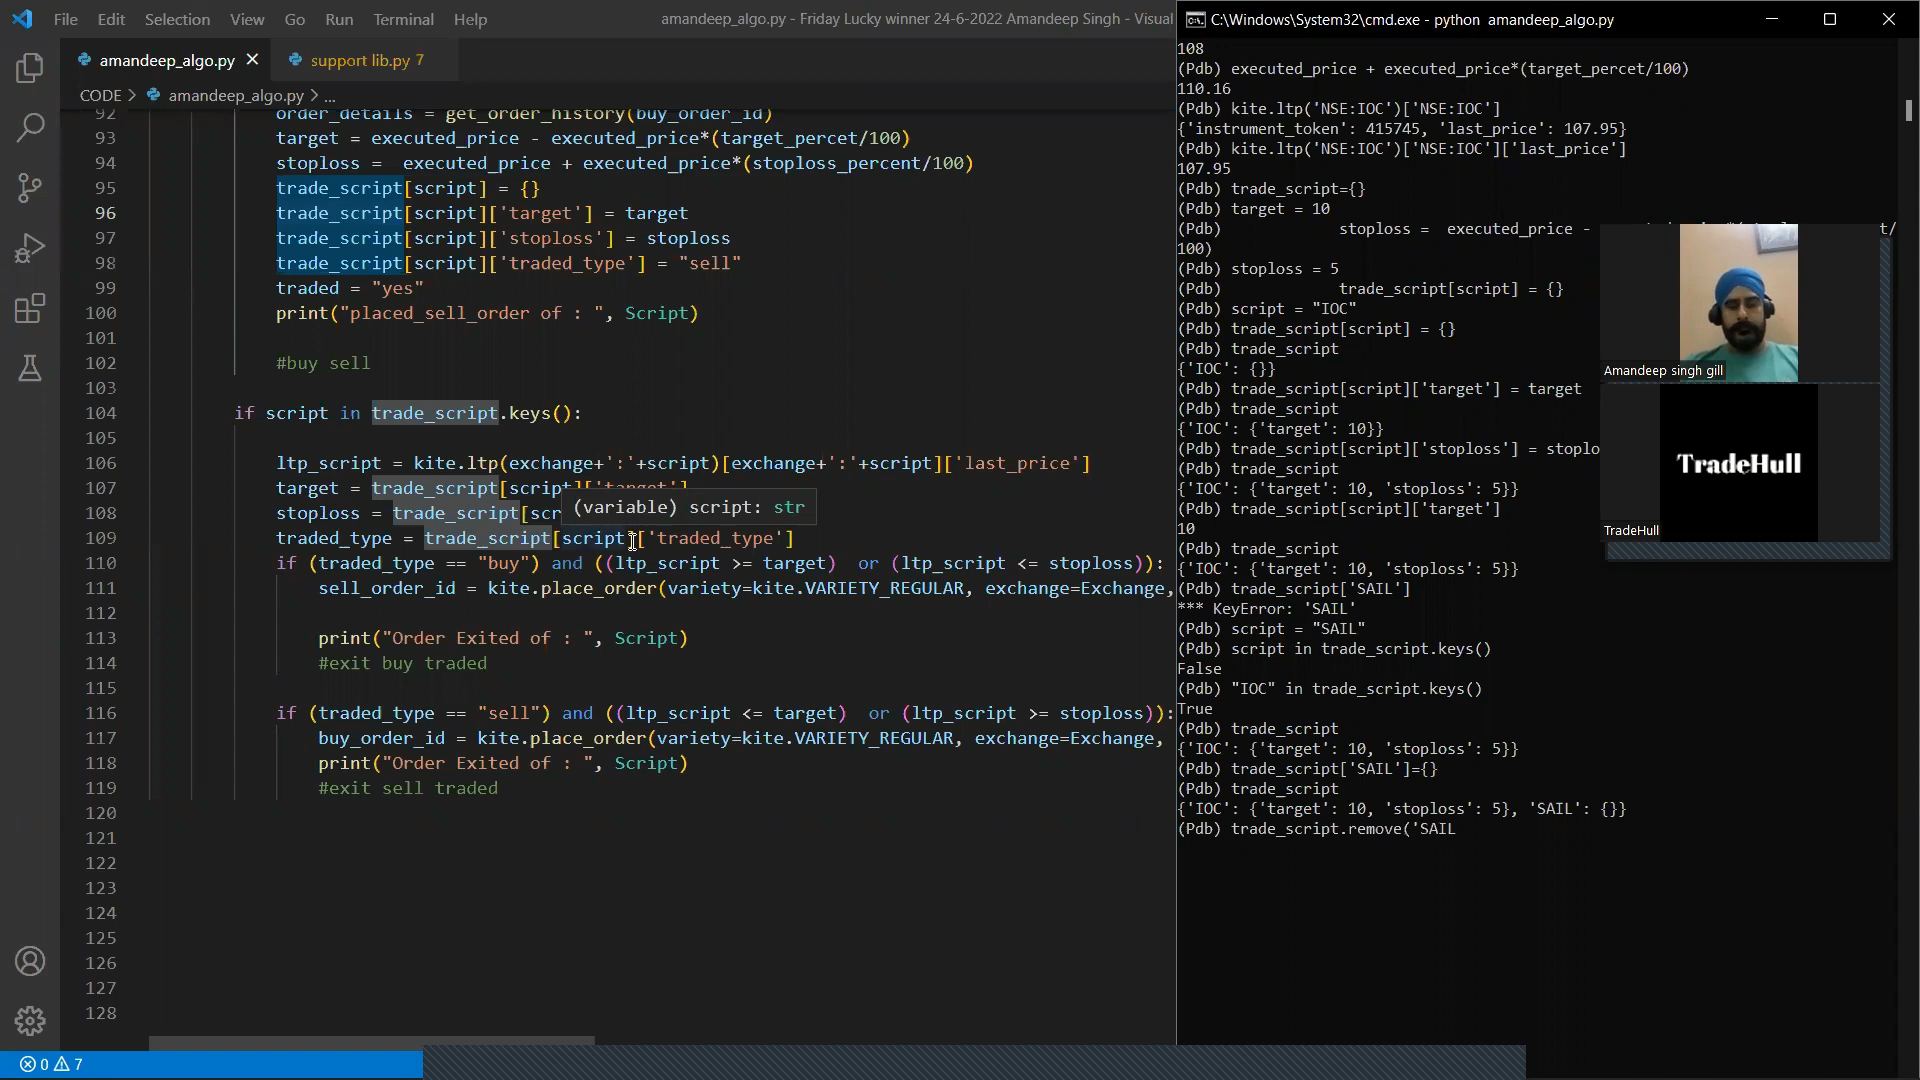 File Edit Selection View Go Run Terminal Help
amandeep_algo.py - Friday Lucky winner 24-6-2022 Amandeep Singh - Visual
amandeep_algo.py
support lib.py 7
CODE > amandeep_algo.py > ...
92 order_details = get_order_history(buy_order_id)
93 target = executed_price - executed_price*(target_percet/100)
94 stoploss =  executed_price + executed_price*(stoploss_percent/100)
95 trade_script[script] = {}
96 trade_script[script]['target'] = target
97 trade_script[script]['stoploss'] = stoploss
98 trade_script[script]['traded_type'] = "sell"
99 traded = "yes"
100 print("placed_sell_order of : ", Script)
101
102 #buy sell
103
104 if script in trade_script.keys():
105
106 ltp_script = kite.ltp(exchange+':'+script)[exchange+':'+script]['last_price']
107 target = trade_script[script]['target']
108 stoploss = trade_script[scr
(variable) script: str
109 traded_type = trade_script[script]['traded_type']
110 if (traded_type == "buy") and ((ltp_script >= target)  or (ltp_script <= stoploss)):
111 sell_order_id = kite.place_order(variety=kite.VARIETY_REGULAR, exchange=Exchange,
112
113 print("Order Exited of : ", Script)
114 #exit buy traded
115
116 if (traded_type == "sell") and ((ltp_script <= target)  or (ltp_script >= stoploss)):
117 buy_order_id = kite.place_order(variety=kite.VARIETY_REGULAR, exchange=Exchange,
118 print("Order Exited of : ", Script)
119 #exit sell traded
120
121
122
123
124
125
126
127
128
0 7
C:\Windows\System32\cmd.exe - python  amandeep_algo.py
108
(Pdb) executed_price + executed_price*(target_percet/100)
110.16
(Pdb) kite.ltp('NSE:IOC')['NSE:IOC']
{'instrument_token': 415745, 'last_price': 107.95}
(Pdb) kite.ltp('NSE:IOC')['NSE:IOC']['last_price']
107.95
(Pdb) trade_script={}
(Pdb) target = 10
(Pdb) stoploss =  executed_price - t/
100)
(Pdb) stoploss = 5
(Pdb) trade_script[script] = {}
(Pdb) script = "IOC"
(Pdb) trade_script[script] = {}
(Pdb) trade_script
{'IOC': {}}
(Pdb) trade_script[script]['target'] = target
(Pdb) trade_script
{'IOC': {'target': 10}}
(Pdb) trade_script[script]['stoploss'] = stoplo
(Pdb) trade_script
{'IOC': {'target': 10, 'stoploss': 5}}
(Pdb) trade_script[script]['target']
10
(Pdb) trade_script
{'IOC': {'target': 10, 'stoploss': 5}}
(Pdb) trade_script['SAIL']
*** KeyError: 'SAIL'
(Pdb) script = "SAIL"
(Pdb) script in trade_script.keys()
False
(Pdb) "IOC" in trade_script.keys()
True
(Pdb) trade_script
{'IOC': {'target': 10, 'stoploss': 5}}
(Pdb) trade_script['SAIL']={}
(Pdb) trade_script
{'IOC': {'target': 10, 'stoploss': 5}, 'SAIL': {}}
(Pdb) trade_script.remove('SAIL
Amandeep singh gill
TradeHull
TradeHull